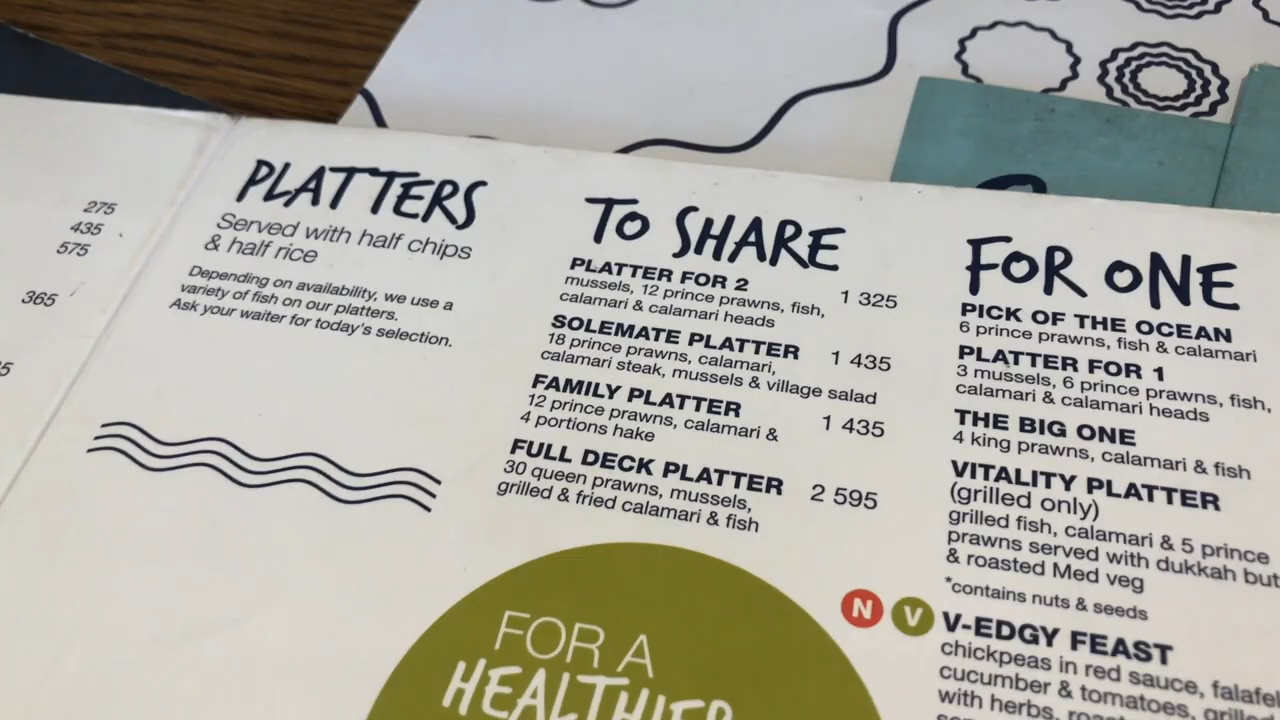 275
435
575
365
PLATTERS
Served with half chips
& half rice
Depending on availability, we use a
variety of fish on our platters.
Ask your waiter for today's selection.
TO SHARE
PLATTER FOR 2
mussels, 12 prince prawns, fish, 1 325
calamari & calamari heads
SOLEMATE PLATTER 1 435
18 prince prawns, calamari,
calamari steak, mussels & village salad
FAMILY PLATTER 1 435
12 prince prawns, calamari &
4 portions hake
FULL DECK PLATTER 2 595
30 queen prawns, mussels,
grilled & fried calamari & fish
FOR A
HEALTHIER
FOR ONE
PICK OF THE OCEAN
6 prince prawns, fish & calamari
PLATTER FOR 1
3 mussels, 6 prince prawns, fish,
calamari & calamari heads
THE BIG ONE
4 king prawns, calamari & fish
VITALITY PLATTER
(grilled only)
grilled fish, calamari & 5 prince
prawns served with dukkah but
& roasted Med veg
*contains nuts & seeds
N V V-EDGY FEAST
chickpeas in red sauce, falafel
cucumber & tomatoes,
with herbs,